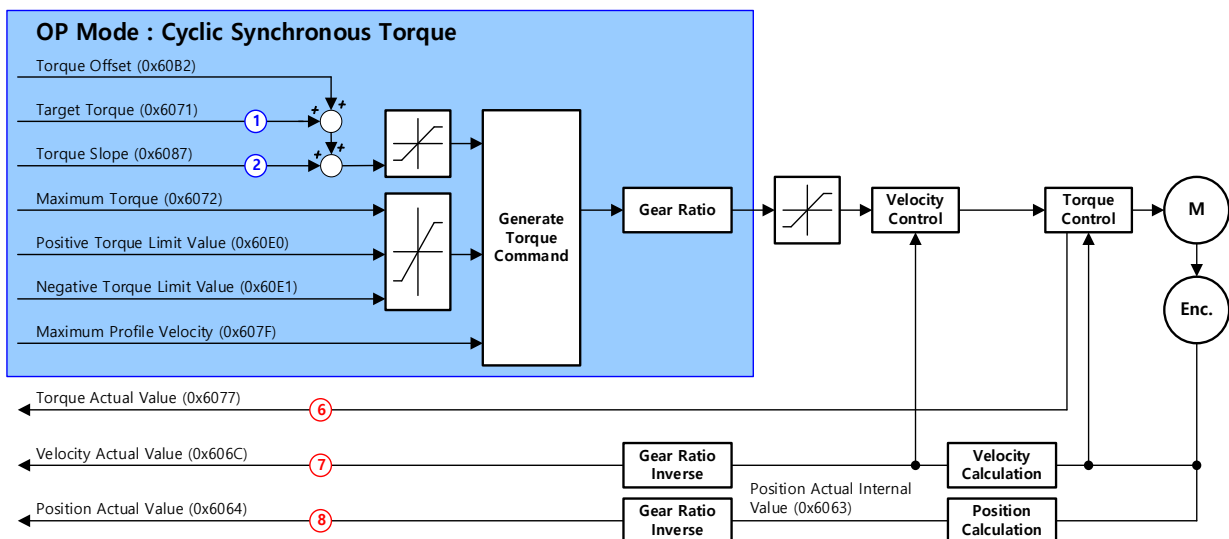 OP Mode : Cyclic Synchronous Torque
Torque Offset (0x60B2)
+
+
Target Torque (0x6071)
1
+
+
Torque Slope (0x6087)
2
Maximum Torque (0x6072)
Positive Torque Limit Value (0x60E0)
Negative Torque Limit Value (0x60E1)
Maximum Profile Velocity (0x607F)
Generate
Torque
Command
Gear Ratio
Velocity
Control
Torque
Control
M
Enc.
Torque Actual Value (0x6077)
6
Velocity Actual Value (0x606C)
7
Gear Ratio
Inverse
Velocity
Calculation
Position Actual Value (0x6064)
8
Gear Ratio
Inverse
Position Actual Internal
Value (0x6063)
Position
Calculation